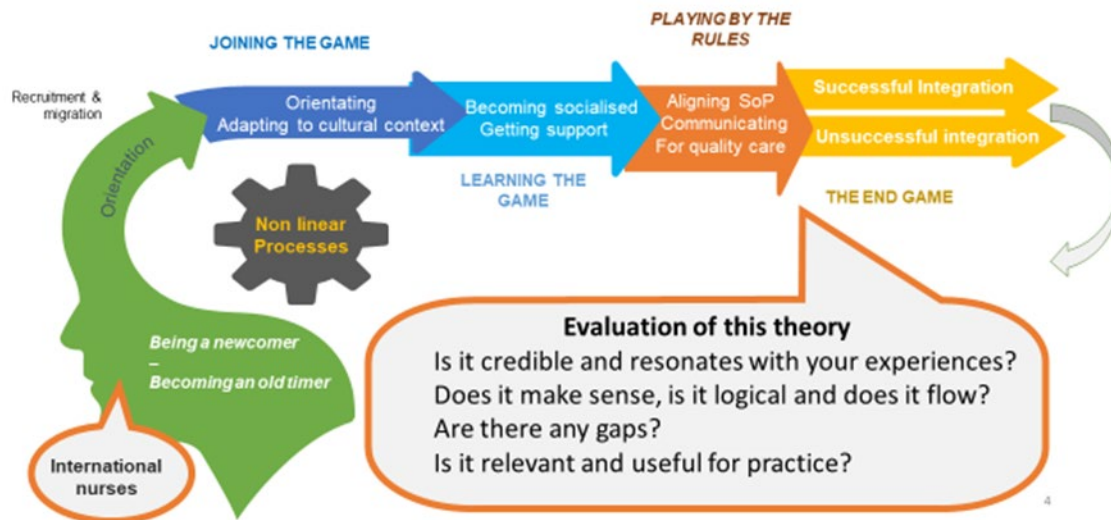 PLAYING BY THE
RULES
JOINING THE GAME
Recruitment &
migration
Orientation
Orientating
Adapting to cultural context
Becoming socialised
Getting support
Aligning SoP
Communicating
For quality care
Successful Integration
Unsuccessful integration
LEARNING THE
GAME
THE END GAME
Non linear
Processes
Being a newcomer
–
Becoming an old timer
International
nurses
Evaluation of this theory
Is it credible and resonates with your experiences?
Does it make sense, is it logical and does it flow?
Are there any gaps?
Is it relevant and useful for practice?
4